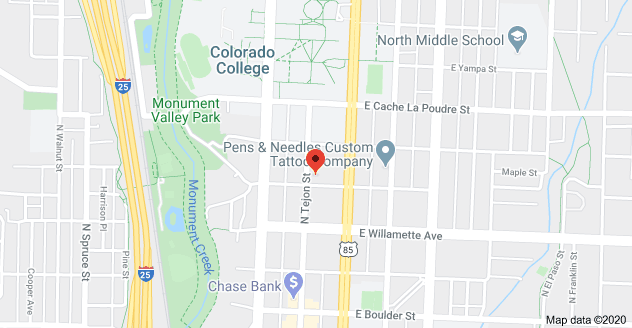 Colorado
College
North Middle School
E Yampa St
25
E Cache La Poudre St
Monument
Valley Park
Pens & Needles Custom
Tattoo Company
N Walnut St
Maple St
N Tejon St
Harrison Pl
Monument Creek
N Spruce St
Pine St
E Willamette Ave
85
25
N El Paso St
N Franklin St
Cooper Ave
Chase Bank
E Boulder St
Map data ©2020